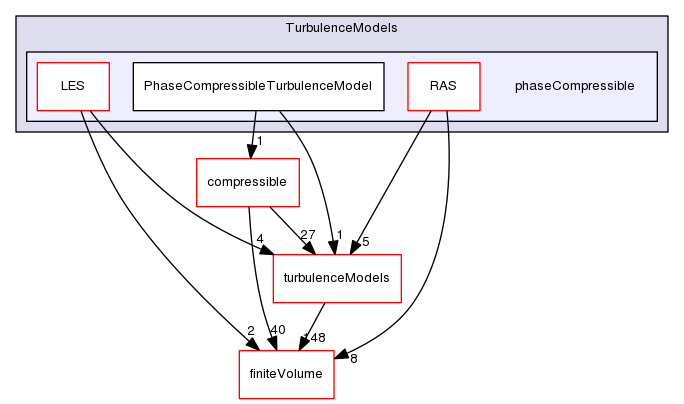 TurbulenceModels
LES
PhaseCompressibleTurbulenceModel
RAS
phaseCompressible
1
compressible
4
27
1
5
turbulenceModels
2
40
148
8
finiteVolume